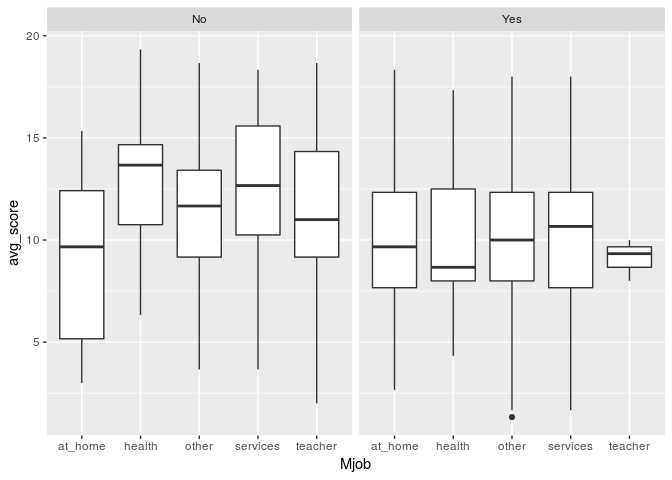 No Yes
20
15
10
5
avg_score
at_home health other services teacher at_home health other services teacher
Mjob